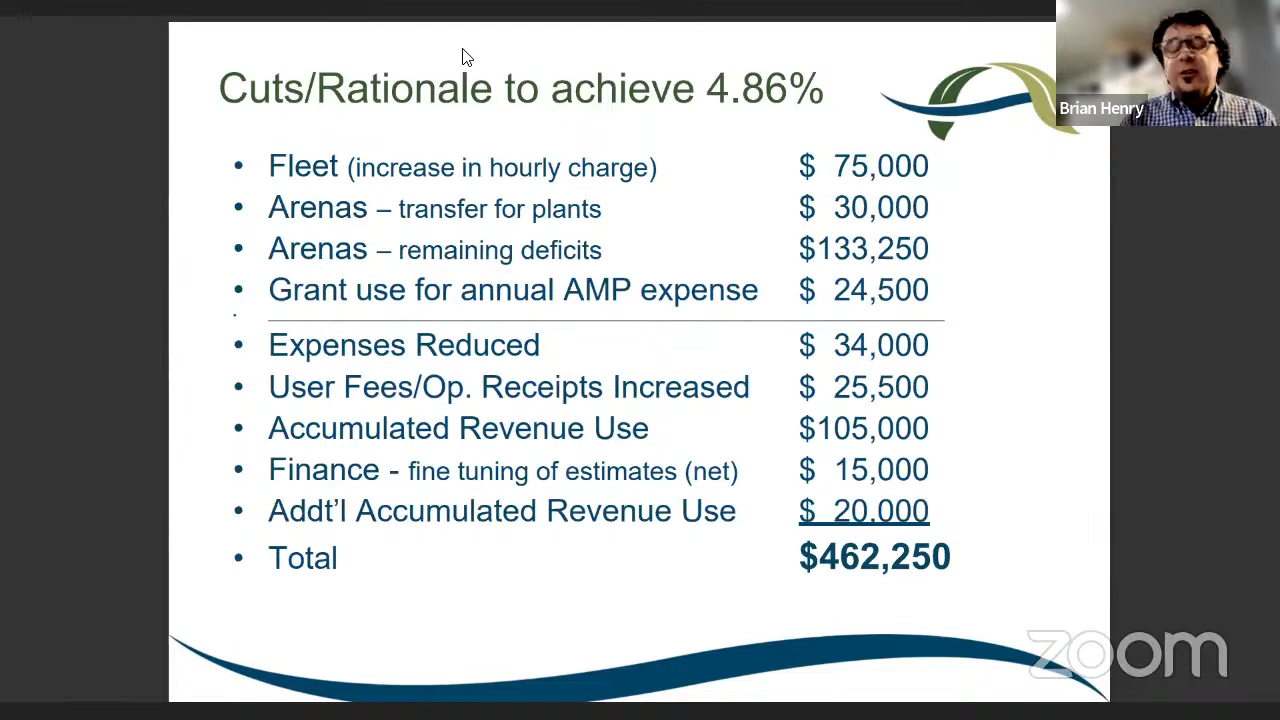 Cuts/Rationale to achieve 4.86%
Brian Henry
• Fleet (increase in hourly charge) $ 75,000
• Arenas – transfer for plants $ 30,000
• Arenas – remaining deficits $133,250
• Grant use for annual AMP expense $ 24,500
•
• Expenses Reduced $ 34,000
• User Fees/Op. Receipts Increased $ 25,500
• Accumulated Revenue Use $105,000
• Finance - fine tuning of estimates (net) $ 15,000
• Addt'l Accumulated Revenue Use $ 20,000
• Total $462,250
zoom